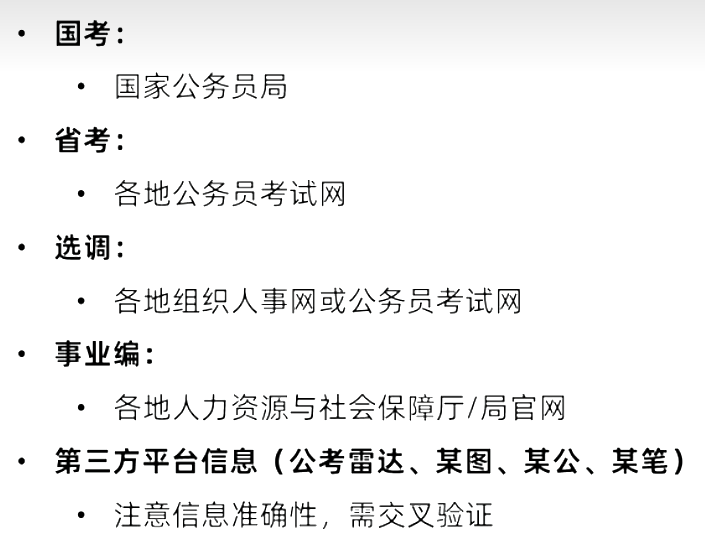 • 国考：
• 国家公务员局
• 省考：
• 各地公务员考试网
• 选调：
• 各地组织人事网或公务员考试网
• 事业编：
• 各地人力资源与社会保障厅/局官网
• 第三方平台信息（公考雷达、某图、某公、某笔）
• 注意信息准确性，需交叉验证